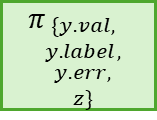 π {y.val,
y.label,
y.err,
z}